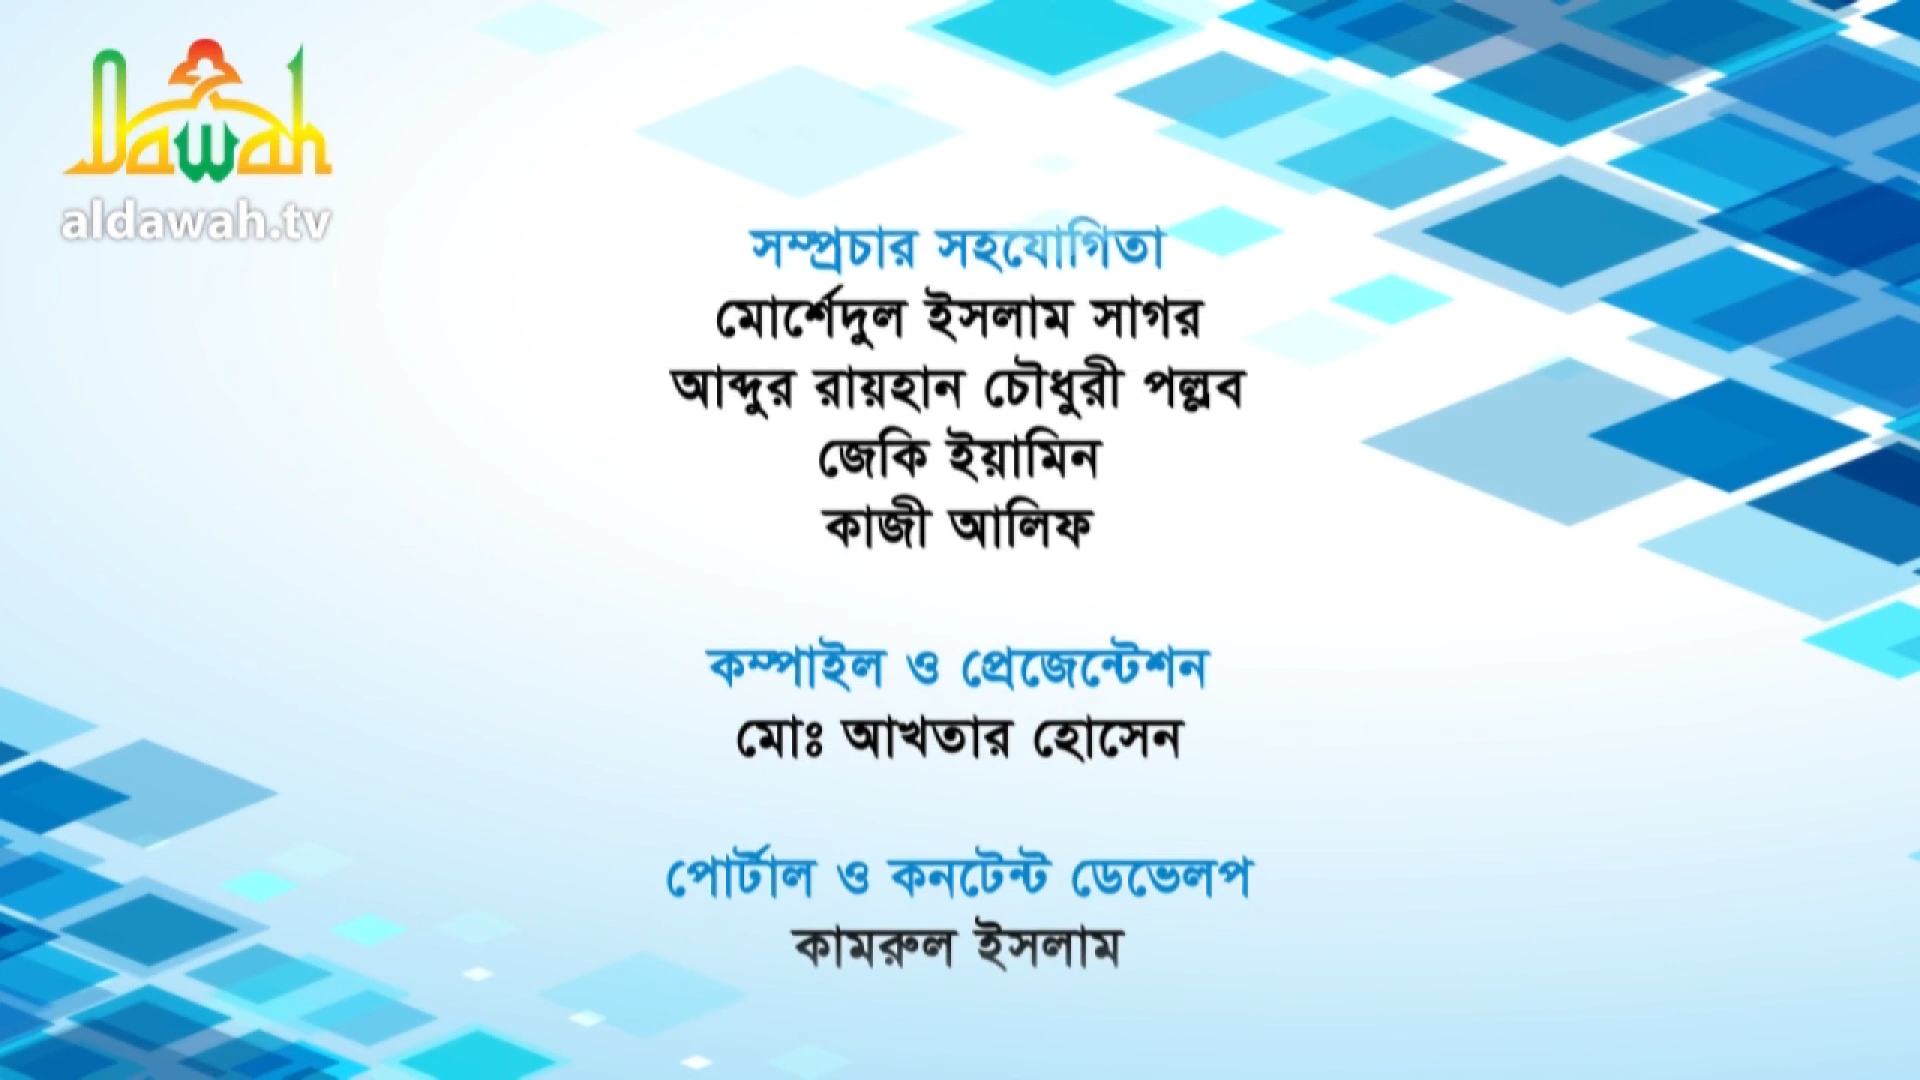 Dawah
aldawah.tv
সম্প্রচার সহযোগিতা
মোর্শেদুল ইসলাম সাগর
আব্দুর রায়হান চৌধুরী পল্লব
জেকি ইয়ামিন
কাজী আলিফ
কম্পাইল ও প্রেজেন্টেশন
মোঃ আখতার হোসেন
পোর্টাল ও কনটেন্ট ডেভেলপ
কামরুল ইসলাম